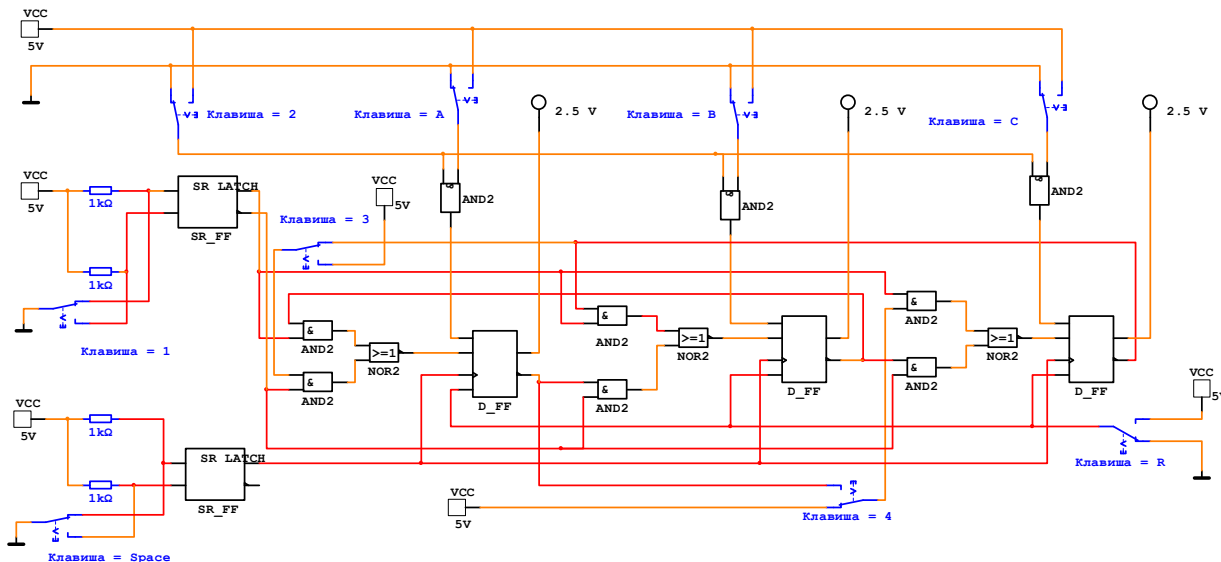 VCC
5V
Клавиша = 2
Клавиша = A
2.5 V
Клавиша = B
2.5 V
Клавиша = C
2.5 V
VCC
5V
1kΩ
SR LATCH
SR_FF
VCC
5V
&
AND2
&
AND2
&
AND2
Клавиша = 3
1kΩ
Клавиша = 1
&
AND2
>=1
NOR2
&
AND2
D_FF
&
AND2
>=1
NOR2
&
AND2
D_FF
&
AND2
>=1
NOR2
&
AND2
D_FF
VCC
5V
VCC
5V
1kΩ
SR LATCH
SR_FF
1kΩ
Клавиша = Space
VCC
5V
Клавиша = 4
Клавиша = R